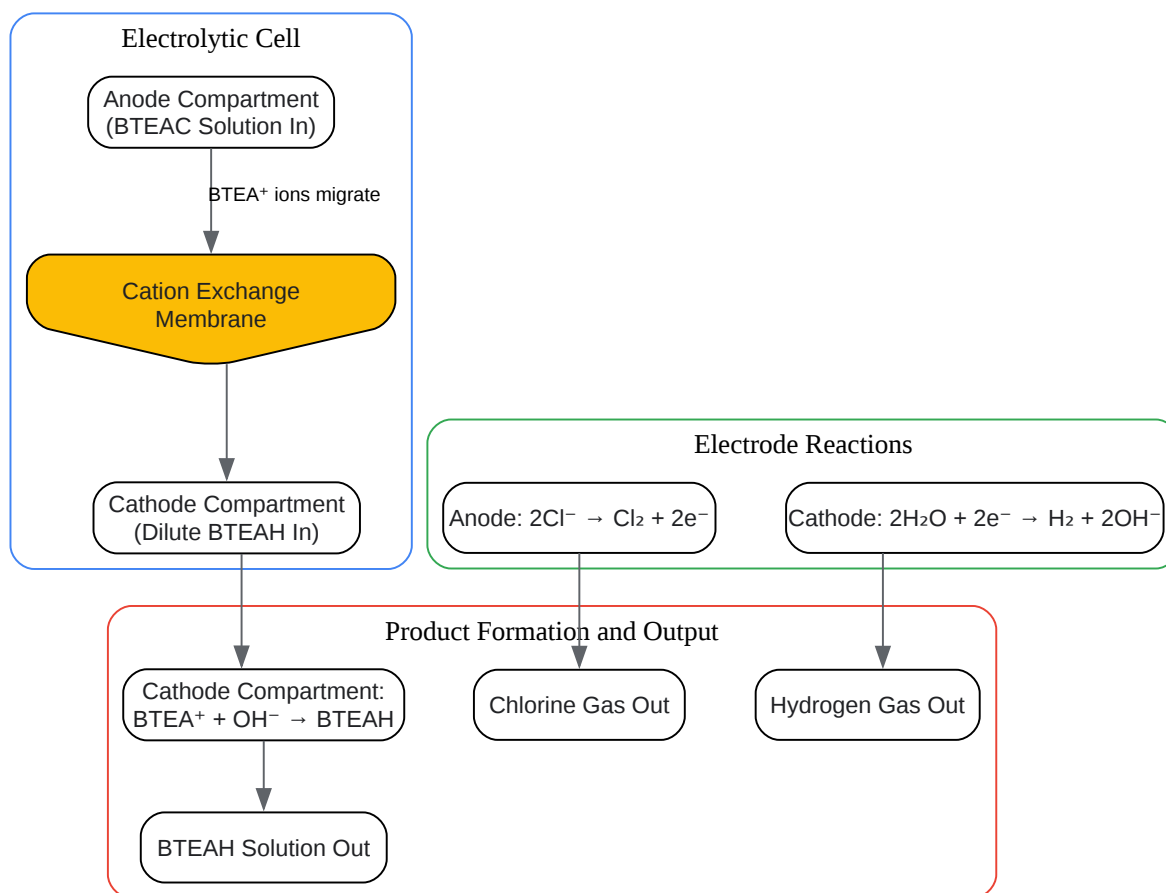 Electrolytic Cell
Anode Compartment
(BTEAC Solution In)
BTEA⁺ ions migrate
Cation Exchange
Membrane
Cathode Compartment
(Dilute BTEAH In)
Electrode Reactions
Anode: 2Cl⁻ → Cl₂ + 2e⁻
Cathode: 2H₂O + 2e⁻ → H₂ + 2OH⁻
Product Formation and Output
Cathode Compartment:
BTEA⁺ + OH⁻ → BTEAH
Chlorine Gas Out
Hydrogen Gas Out
BTEAH Solution Out